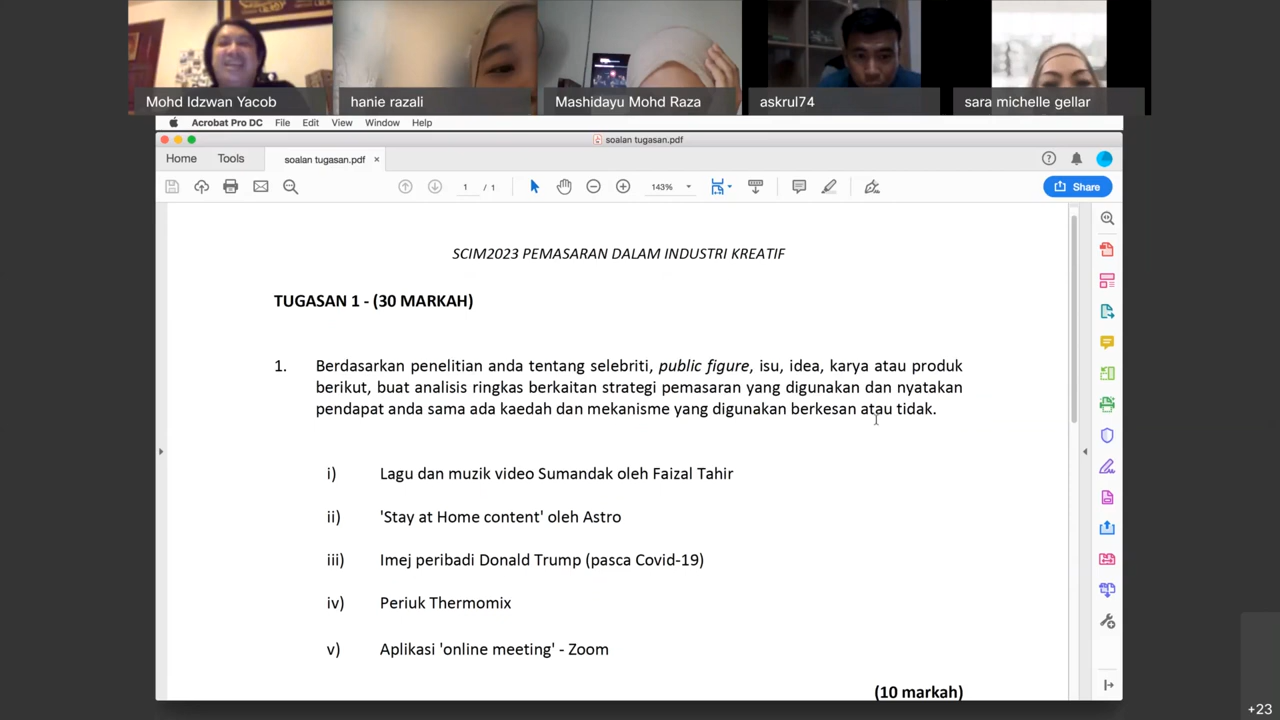 Mohd Idzwan Yacob
hanie razali
Mashidayu Mohd Raza
askrul74
sara michelle gellar
Acrobat Pro DC File Edit View Window Help
soalan tugasan.pdf
Home Tools soalan tugasan.pdf ×
1 / 1 143% Share
SCIM2023 PEMASARAN DALAM INDUSTRI KREATIF
TUGASAN 1 - (30 MARKAH)
1. Berdasarkan penelitian anda tentang selebriti, public figure, isu, idea, karya atau produk
berikut, buat analisis ringkas berkaitan strategi pemasaran yang digunakan dan nyatakan
pendapat anda sama ada kaedah dan mekanisme yang digunakan berkesan atau tidak.
i) Lagu dan muzik video Sumandak oleh Faizal Tahir
ii) 'Stay at Home content' oleh Astro
iii) Imej peribadi Donald Trump (pasca Covid-19)
iv) Periuk Thermomix
v) Aplikasi 'online meeting' - Zoom
(10 markah)
+23